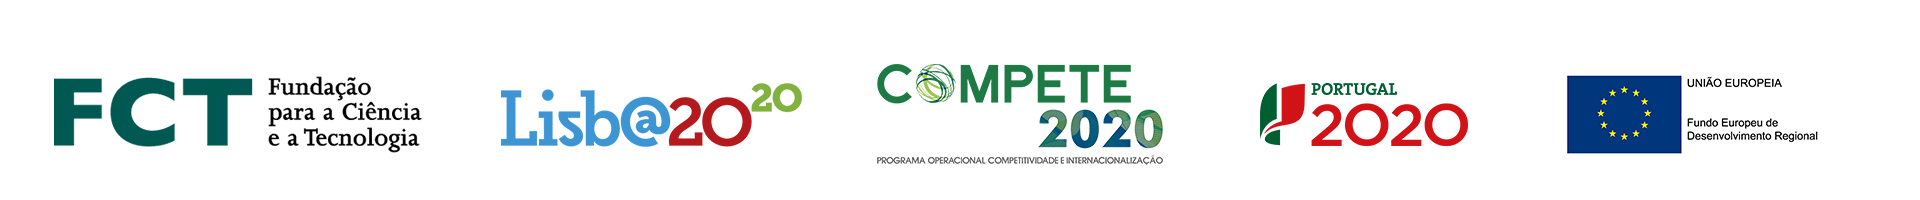 FCT
Fundação
para a Ciência
e a Tecnologia
Lisb@2020
COMPETE
2020
PROGRAMA OPERACIONAL COMPETITIVIDADE E INTERNACIONALIZAÇÃO
PORTUGAL
2020
UNIÃO EUROPEIA
Fundo Europeu de
Desenvolvimento Regional